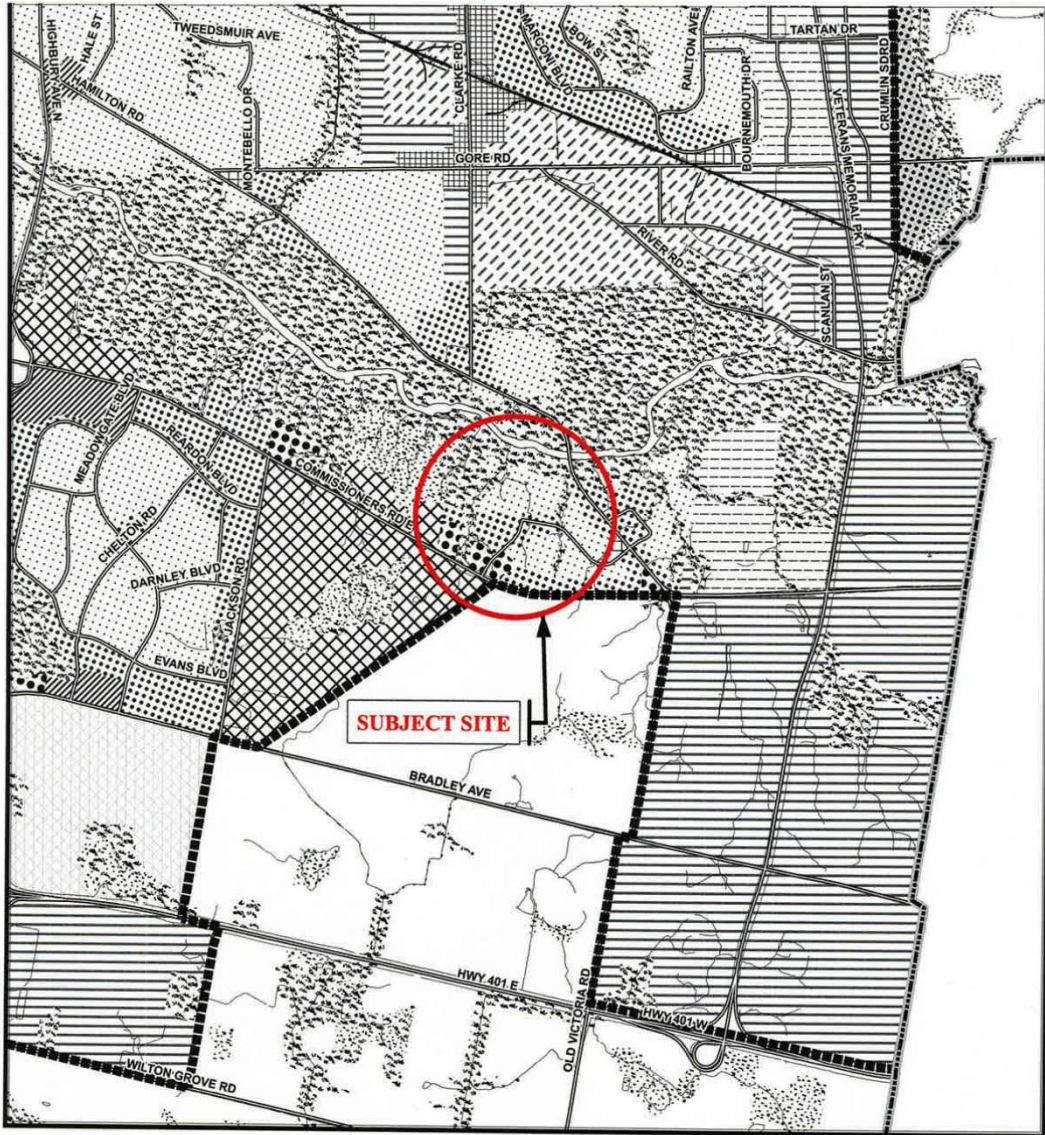 HIGHBURY AVE N
HALE ST
TWEEDSMUIR AVE
HAMILTON RD
MONTEBELLO DR
CLARKE RD
MARCONI BLVD
BOW ST
RAILTON AVE
TARTAN DR
BOURNEMOUTH DR
VETERANS MEMORIAL PKY
CRUMLIN SDRD
GORE RD
RIVER RD
SCANLAN ST
MEADOWGATE BLVD
REARDON BLVD
COMMISSIONERS RD E
CHELTON RD
DARNLEY BLVD
JACKSON RD
EVANS BLVD
SUBJECT SITE
BRADLEY AVE
HWY 401 E
OLD VICTORIA RD
HWY 401 W
WILTON GROVE RD